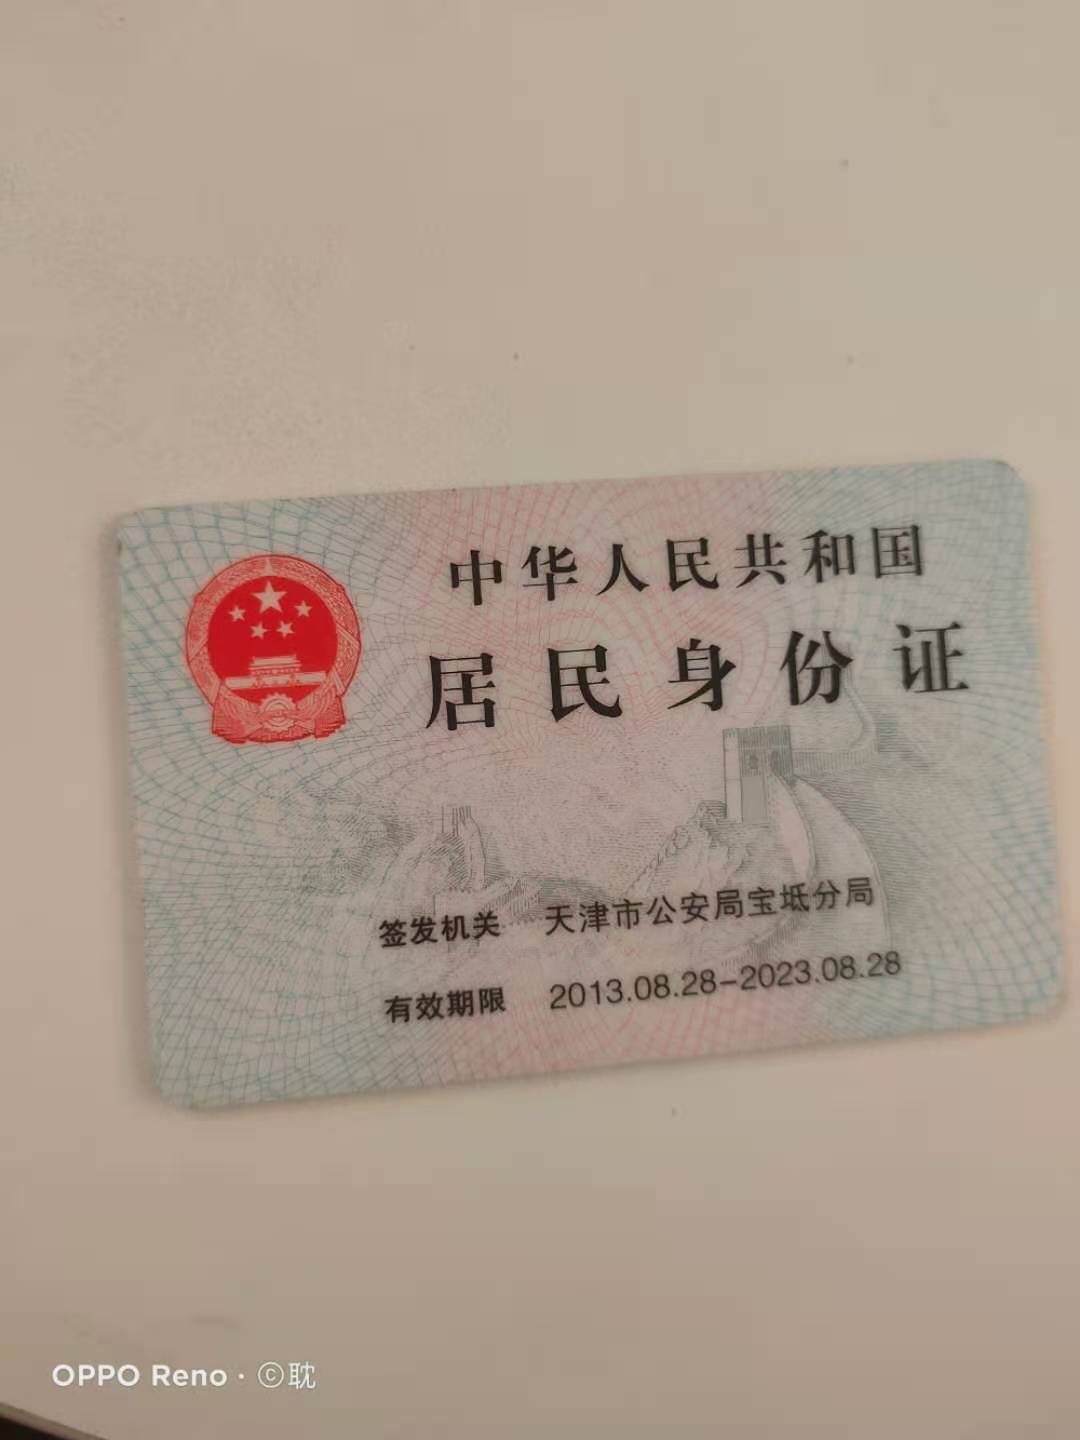 中华人民共和国
居民身份证
签发机关 天津市公安局宝坻分局
有效期限 2013.08.28-2023.08.28
OPPO Reno · ©耽